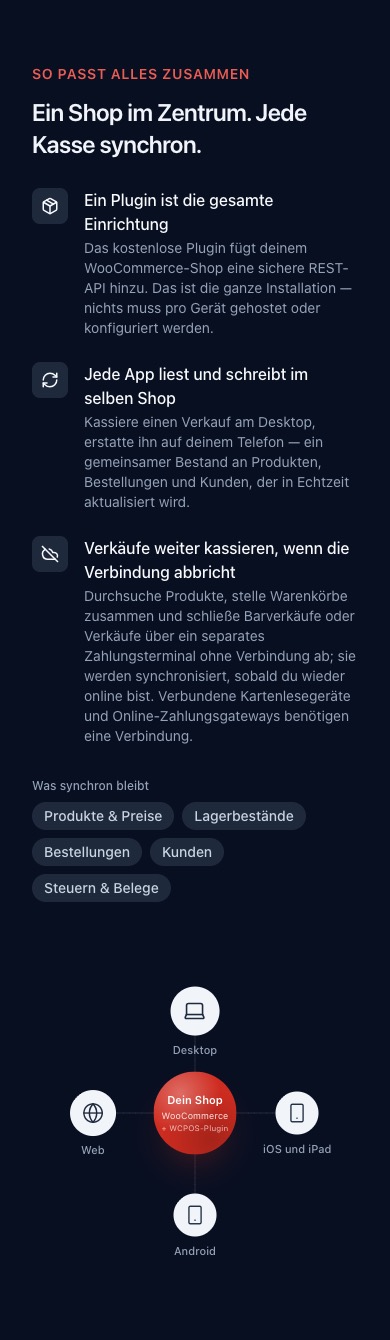 SO PASST ALLES ZUSAMMEN
Ein Shop im Zentrum. Jede
Kasse synchron.
Ein Plugin ist die gesamte
Einrichtung
Das kostenlose Plugin fügt deinem
WooCommerce-Shop eine sichere REST-
API hinzu. Das ist die ganze Installation —
nichts muss pro Gerät gehostet oder
konfiguriert werden.
Jede App liest und schreibt im
selben Shop
Kassiere einen Verkauf am Desktop,
erstatte ihn auf deinem Telefon — ein
gemeinsamer Bestand an Produkten,
Bestellungen und Kunden, der in Echtzeit
aktualisiert wird.
Verkäufe weiter kassieren, wenn die
Verbindung abbricht
Durchsuche Produkte, stelle Warenkörbe
zusammen und schließe Barverkäufe oder
Verkäufe über ein separates
Zahlungsterminal ohne Verbindung ab; sie
werden synchronisiert, sobald du wieder
online bist. Verbundene Kartenlesegeräte
und Online-Zahlungsgateways benötigen
eine Verbindung.
Was synchron bleibt
Produkte & Preise
Lagerbestände
Bestellungen
Kunden
Steuern & Belege
Desktop
Dein Shop
WooCommerce
+ WCPOS-Plugin
Web
iOS und iPad
Android